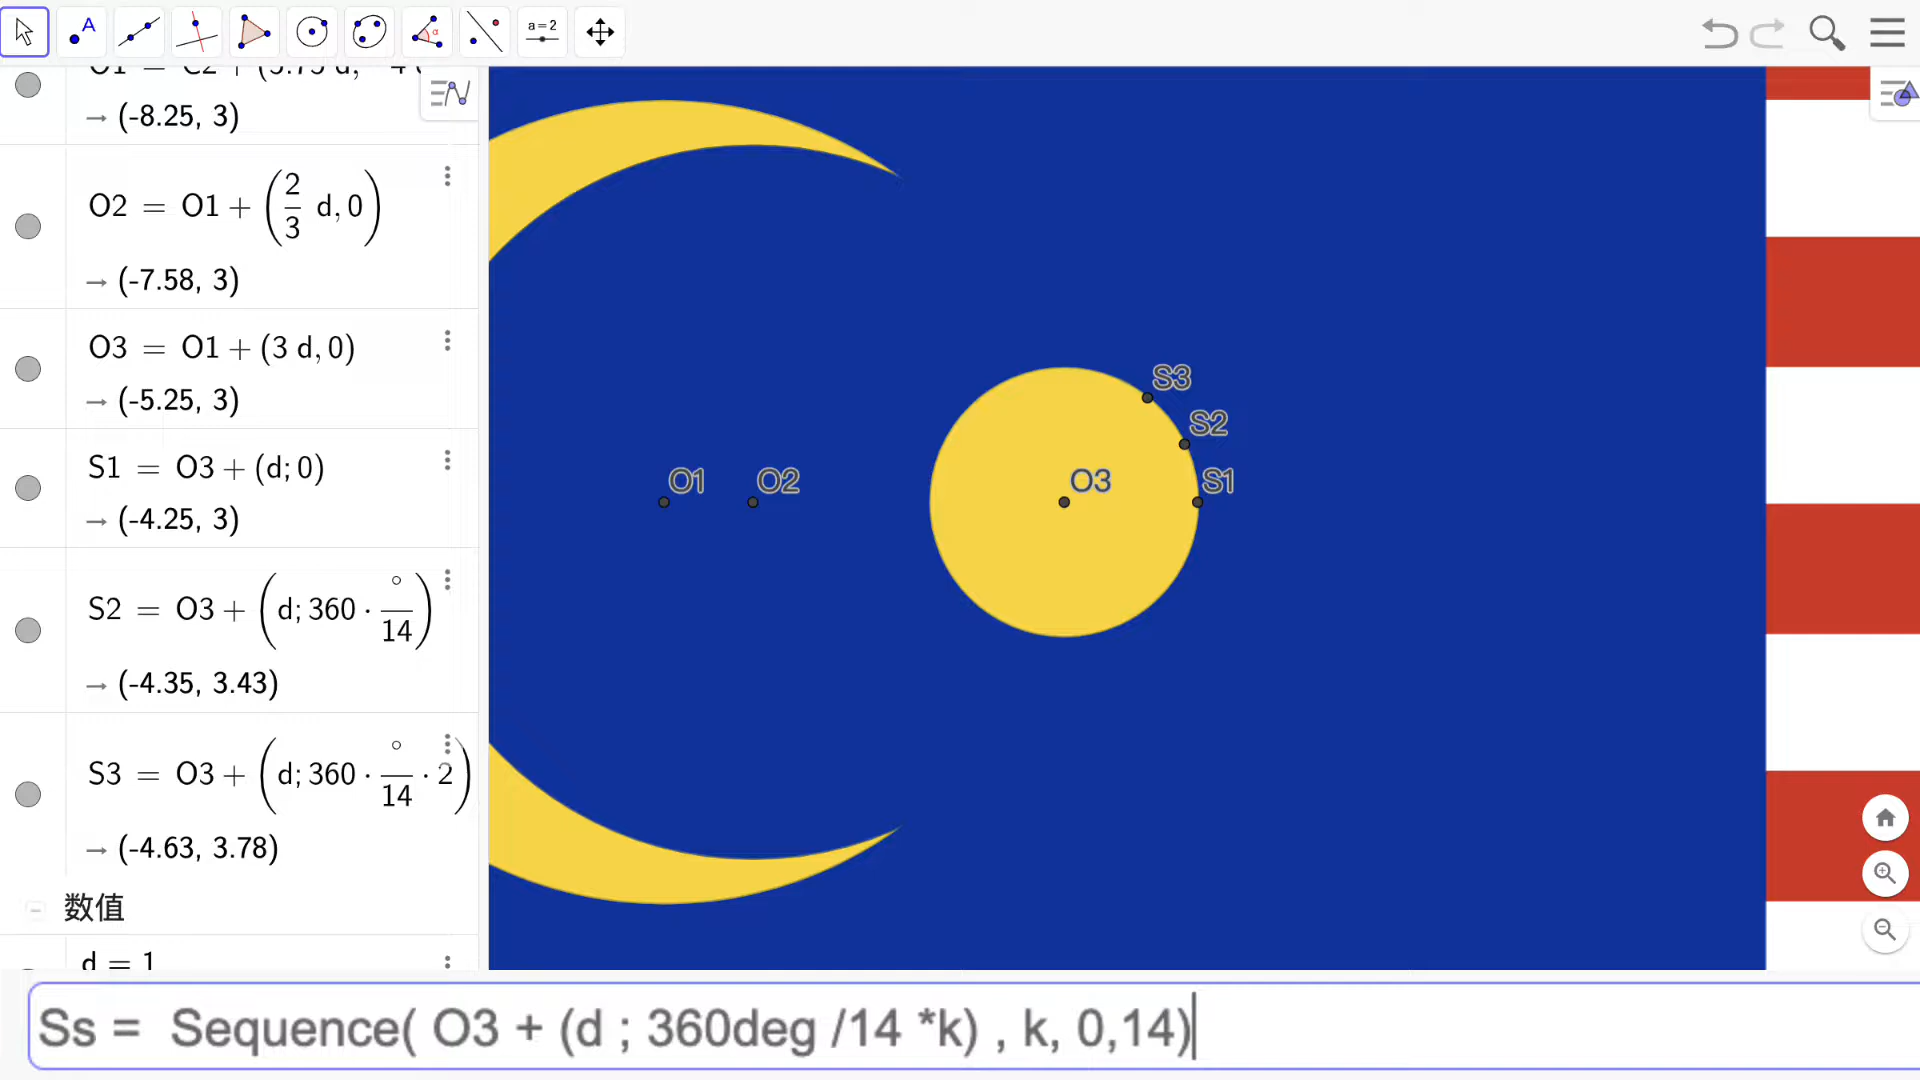 A
α
a = 2
→ (-8.25, 3)
O2 = O1 + (2/3 d, 0)
→ (-7.58, 3)
O3 = O1 + (3 d, 0)
→ (-5.25, 3)
S1 = O3 + (d; 0)
→ (-4.25, 3)
S2 = O3 + (d; 360 · °/14)
→ (-4.35, 3.43)
S3 = O3 + (d; 360 · °/14 · 2)
→ (-4.63, 3.78)
数值
d = 1
S3
S2
O1
O2
O3
S1
Ss = Sequence( O3 + (d ; 360deg /14 *k) , k, 0,14)